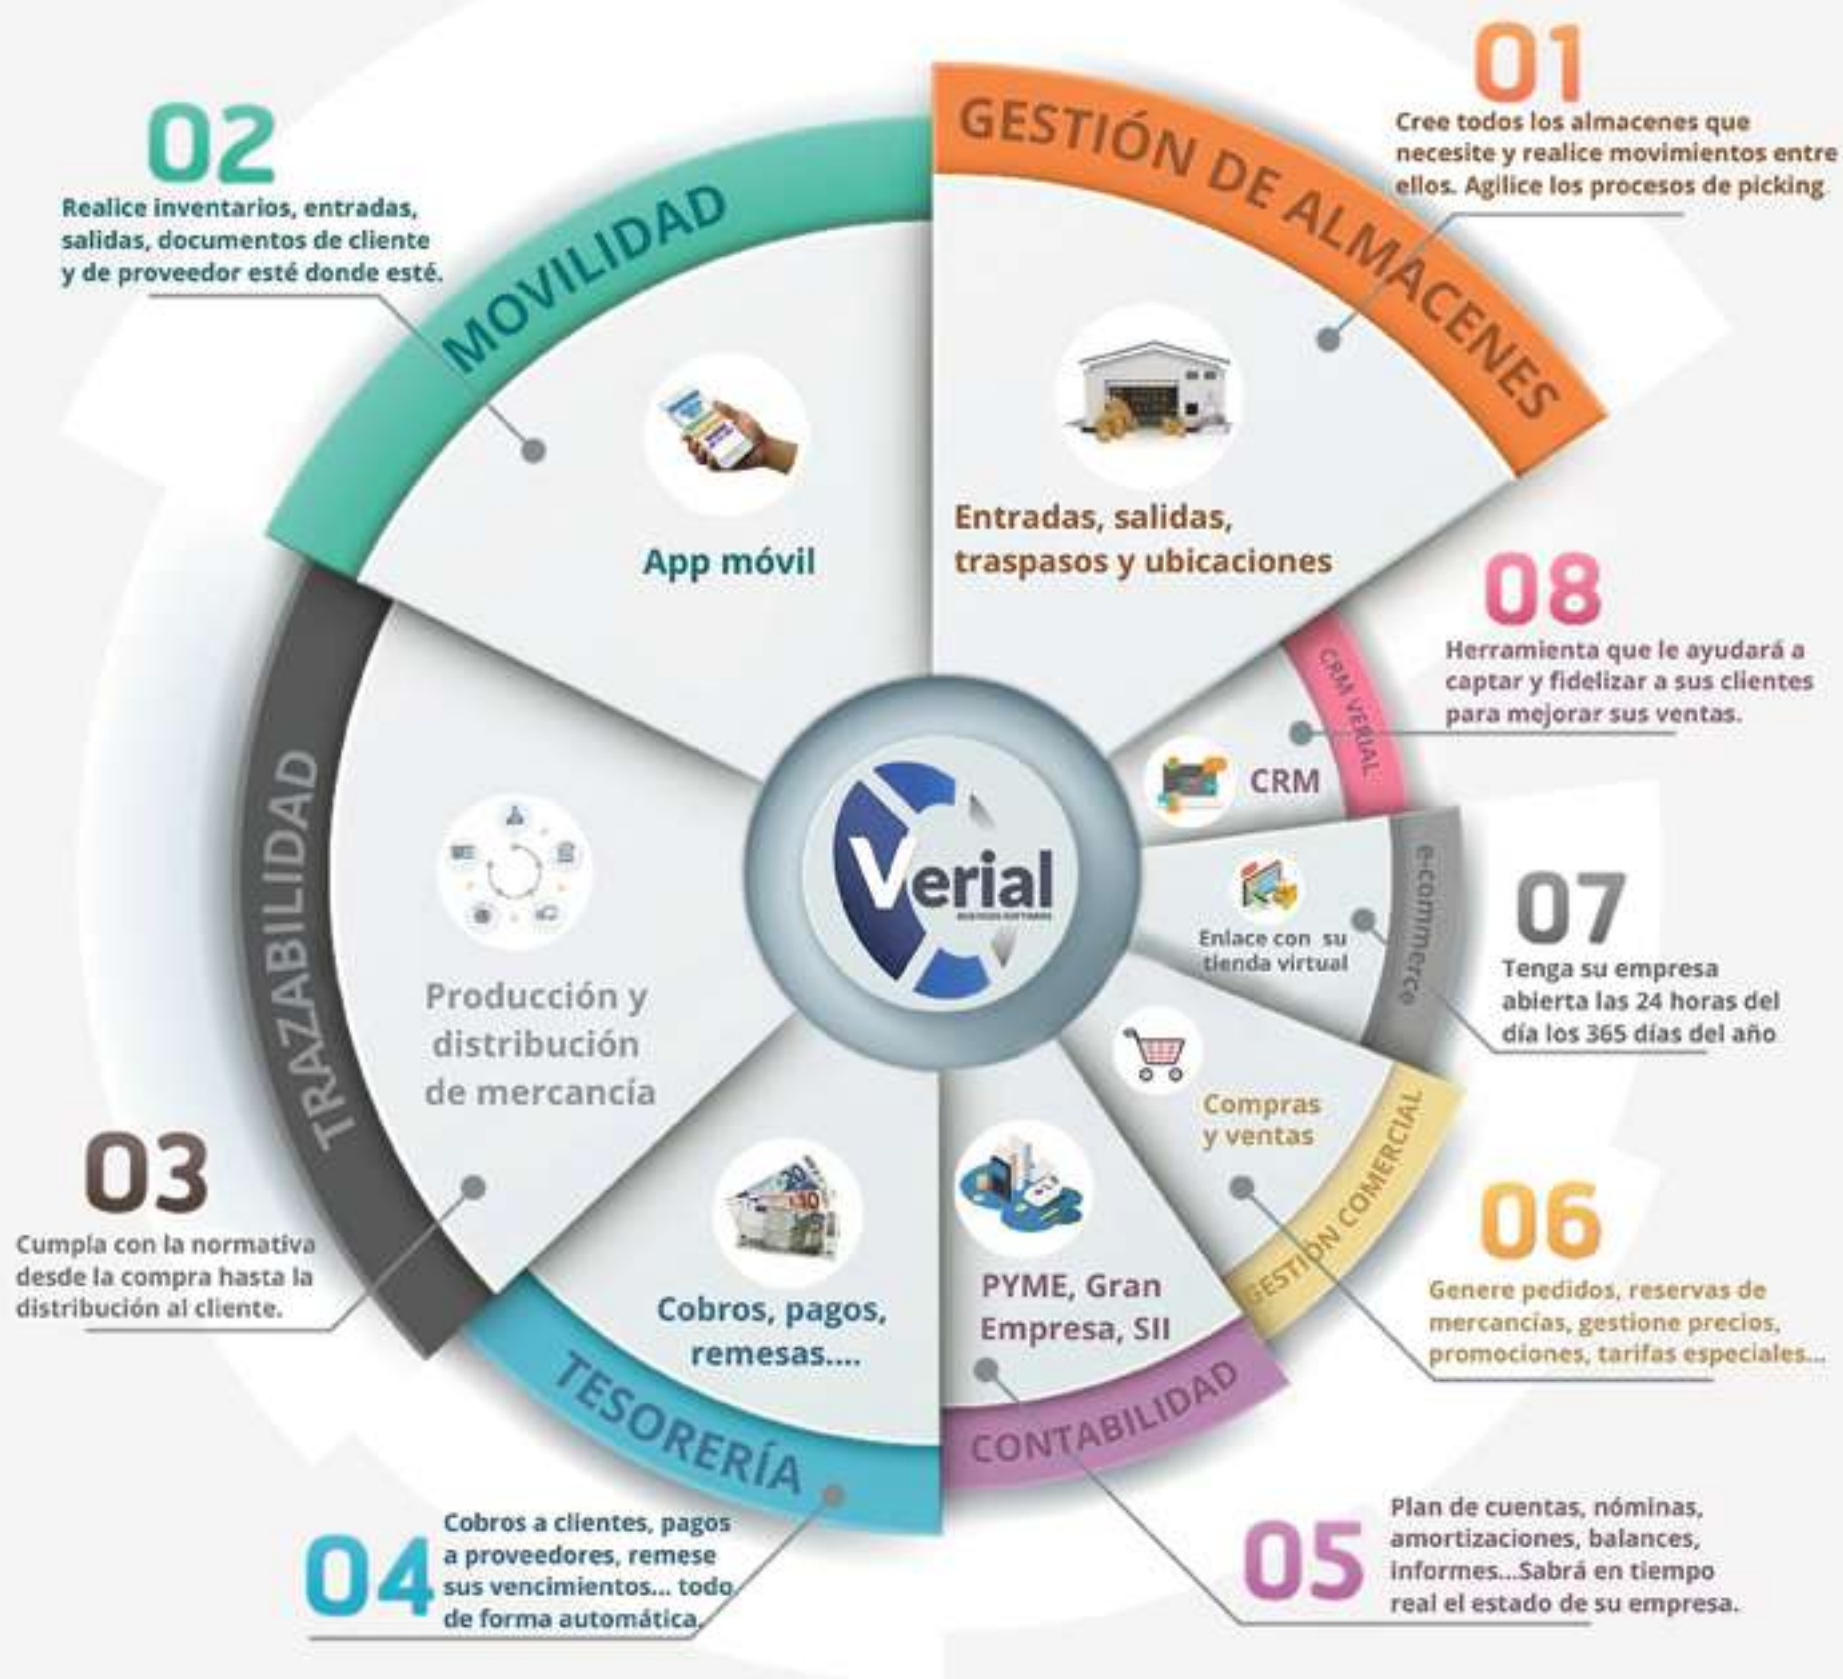 01
Cree todos los almacenes que
necesite y realice movimientos entre
ellos. Agilice los procesos de picking
GESTIÓN DE ALMACENES
Entradas, salidas,
traspasos y ubicaciones
02
Realice inventarios, entradas,
salidas, documentos de cliente
y de proveedor esté donde esté.
MOVILIDAD
App móvil
TRAZABILIDAD
Producción y
distribución
de mercancía
03
Cumpla con la normativa
desde la compra hasta la
distribución al cliente.
TESORERÍA
Cobros, pagos,
remesas....
04
Cobros a clientes, pagos
a proveedores, remese
sus vencimientos... todo
de forma automática.
CONTABILIDAD
PYME, Gran
Empresa, SII
05
Plan de cuentas, nóminas,
amortizaciones, balances,
informes...Sabrá en tiempo
real el estado de su empresa.
GESTIÓN COMERCIAL
Compras
y ventas
06
Genere pedidos, reservas de
mercancías, gestione precios,
promociones, tarifas especiales...
e-commerce
Enlace con su
tienda virtual
07
Tenga su empresa
abierta las 24 horas del
día los 365 días del año
CRM VERIAL
CRM
08
Herramienta que le ayudará a
captar y fidelizar a sus clientes
para mejorar sus ventas.
Verial